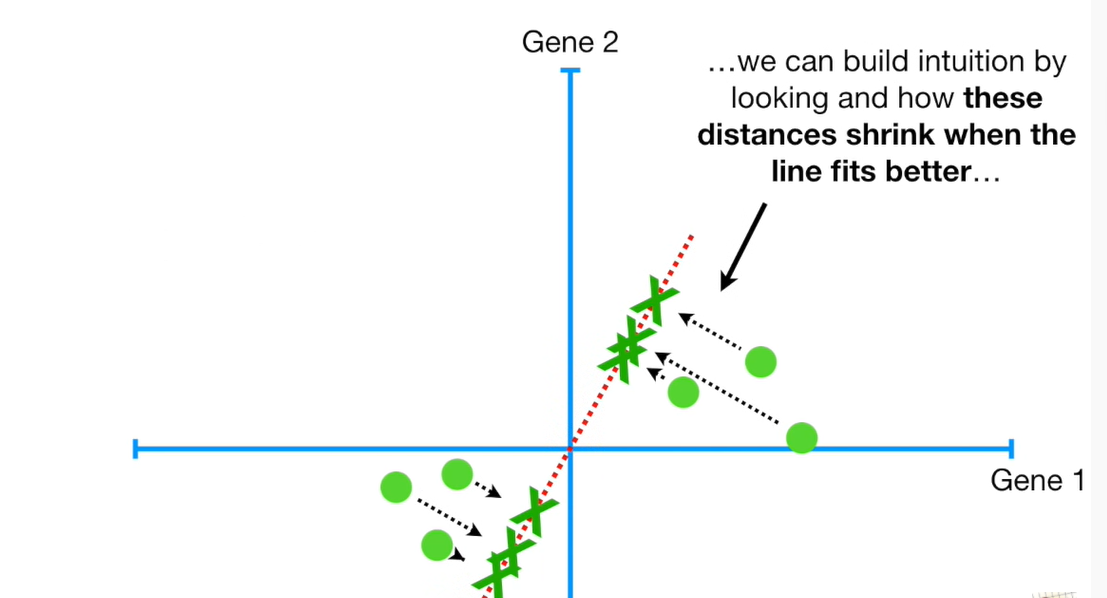 Gene 2
…we can build intuition by
looking and how these
distances shrink when the
line fits better…
Gene 1